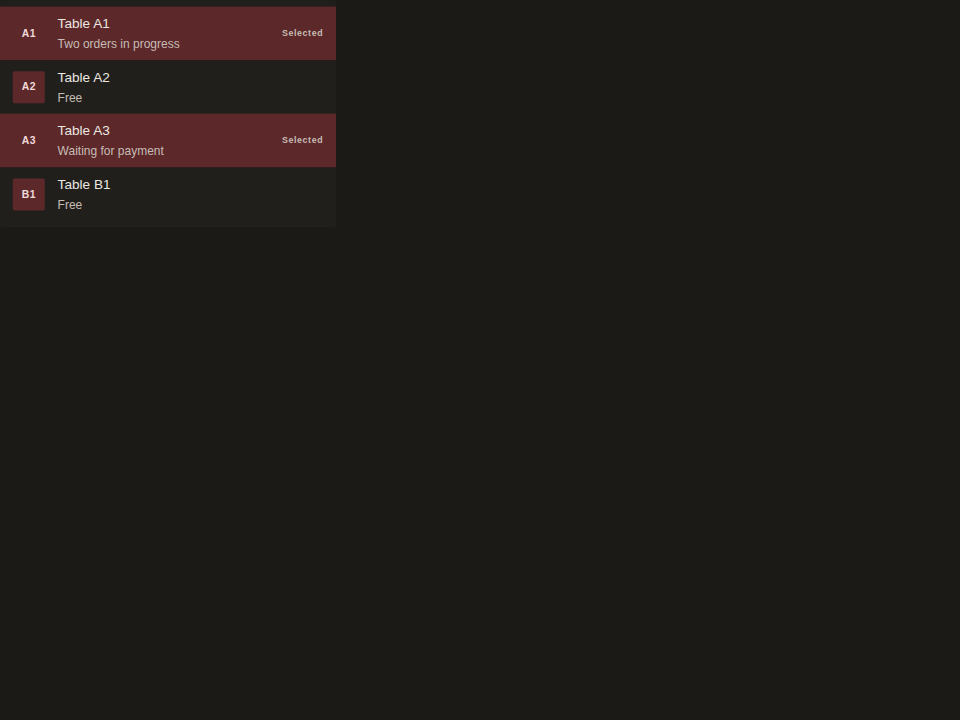 A1
Table A1
Two orders in progress
Selected
A2
Table A2
Free
A3
Table A3
Waiting for payment
Selected
B1
Table B1
Free